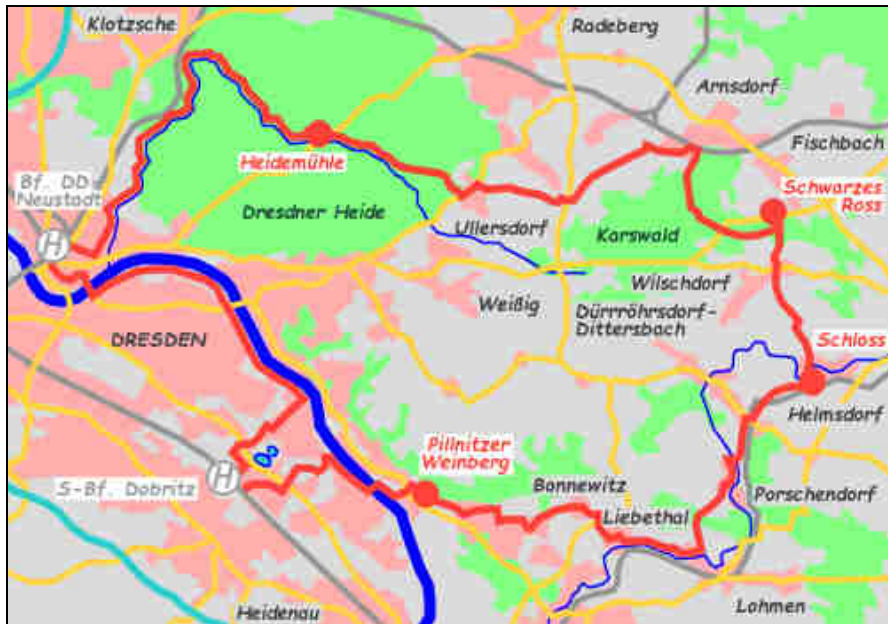 Klotzsche
Radeberg
Arnsdorf
Fischbach
Heidemühle
Bf. DD
Neustadt
H
Schwarzes
Ross
Dresdner Heide
Ullersdorf
Karswald
Wilschdorf
Weißig
Dürrröhrsdorf-
Dittersbach
DRESDEN
Schloss
Helmsdorf
Pillnitzer
Weinberg
H
S-Bf. Dobritz
Bonnewitz
Porschendorf
Liebethal
Heidenau
Lohmen